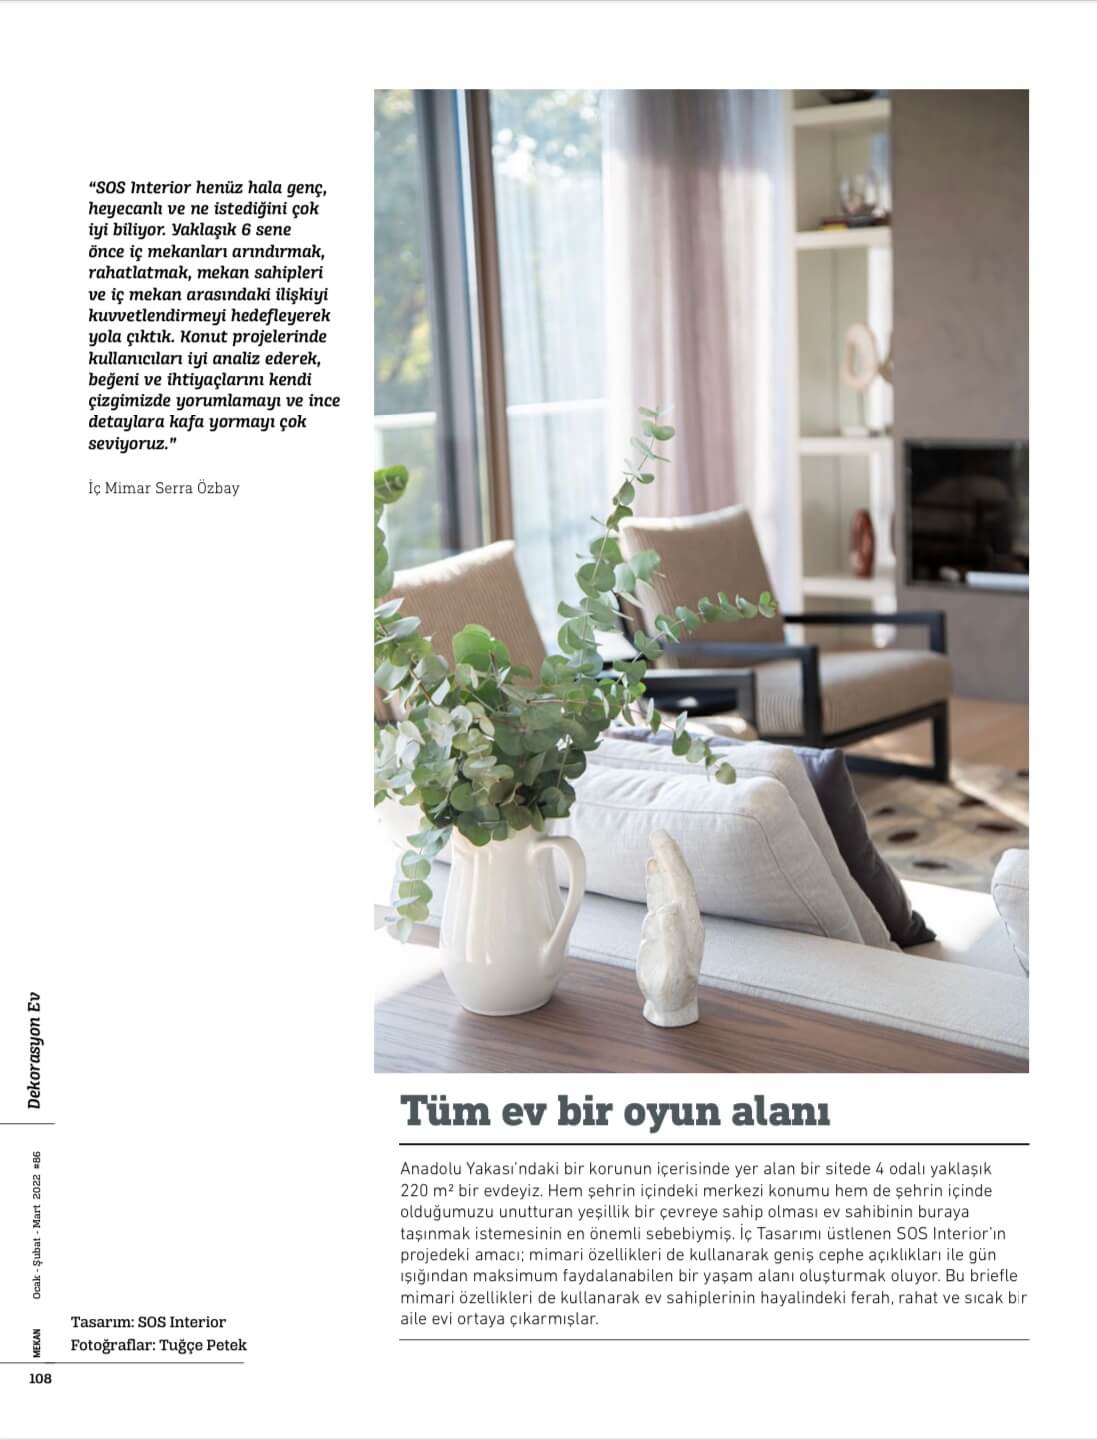 “SOS Interior henüz hala genç,
heyecanlı ve ne istediğini çok
iyi biliyor. Yaklaşık 6 sene
önce iç mekanları arındırmak,
rahatlatmak, mekan sahipleri
ve iç mekan arasındaki ilişkiyi
kuvvetlendirmeyi hedefleyerek
yola çıktık. Konut projelerinde
kullanıcıları iyi analiz ederek,
beğeni ve ihtiyaçlarını kendi
çizgimizde yorumlamayı ve ince
detaylara kafa yormayı çok
seviyoruz.”
İç Mimar Serra Özbay
Tüm ev bir oyun alanı
Anadolu Yakası’ndaki bir korunun içerisinde yer alan bir sitede 4 odalı yaklaşık
220 m² bir evdeyiz. Hem şehrin içindeki merkezi konumu hem de şehrin içinde
olduğumuzu unutturan yeşillik bir çevreye sahip olması ev sahibinin buraya
taşınmak istemesinin en önemli sebebiymiş. İç Tasarımı üstlenen SOS Interior’ın
projedeki amacı; mimari özellikleri de kullanarak geniş cephe açıklıkları ile gün
ışığından maksimum faydalanabilen bir yaşam alanı oluşturmak oluyor. Bu briefle
mimari özellikleri de kullanarak ev sahiplerinin hayalindeki ferah, rahat ve sıcak bir
aile evi ortaya çıkarmışlar.
Dekorasyon Ev
MEKAN Ocak - Şubat - Mart 2022 #86
Tasarım: SOS Interior
Fotoğraflar: Tuğçe Petek
108